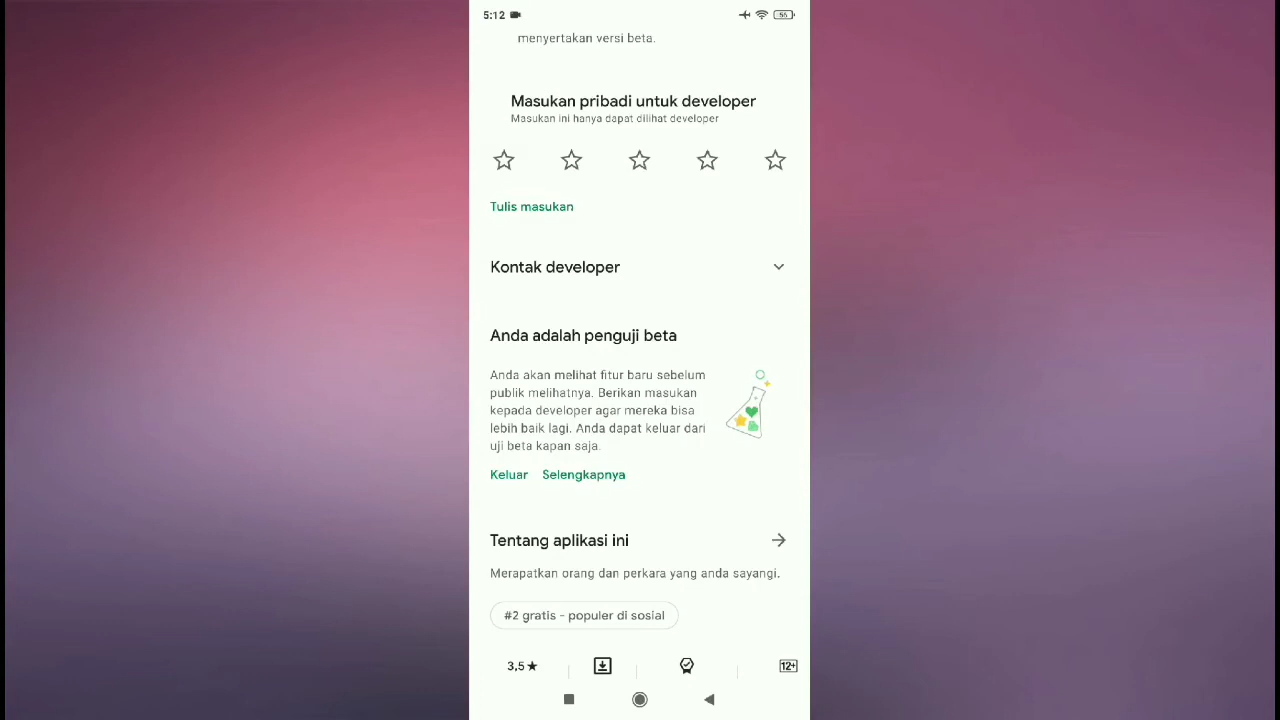 5:12
56
menyertakan versi beta.
Masukan pribadi untuk developer
Masukan ini hanya dapat dilihat developer
Tulis masukan
Kontak developer
Anda adalah penguji beta
Anda akan melihat fitur baru sebelum
publik melihatnya. Berikan masukan
kepada developer agar mereka bisa
lebih baik lagi. Anda dapat keluar dari
uji beta kapan saja.
Keluar Selengkapnya
Tentang aplikasi ini
Merapatkan orang dan perkara yang anda sayangi.
#2 gratis - populer di sosial
3,5★ 12+